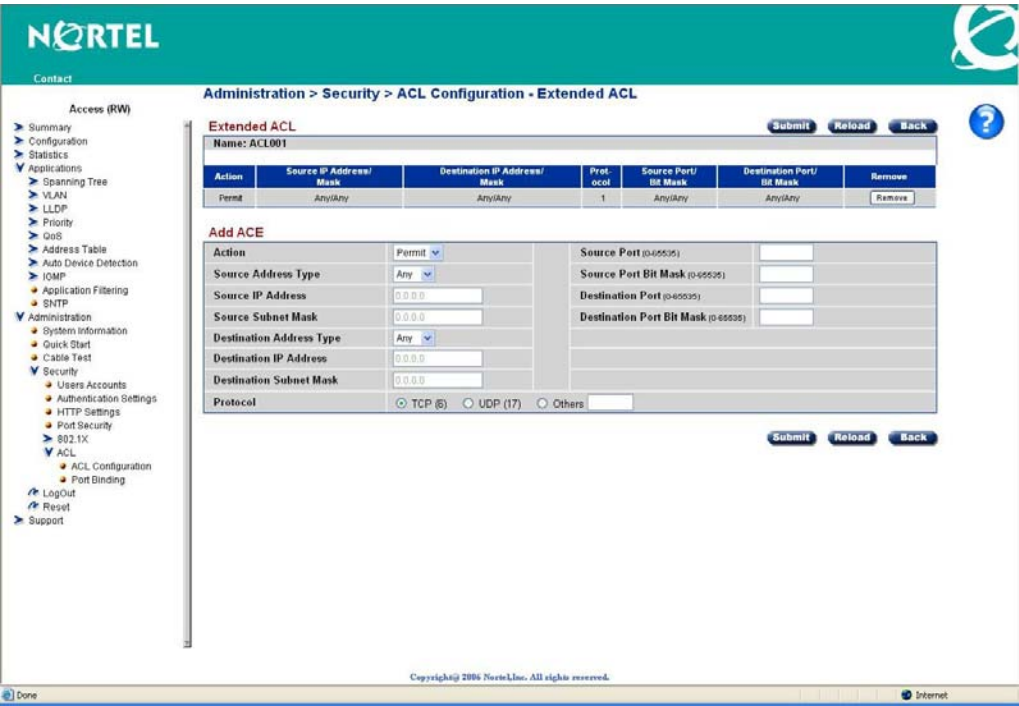 NORTEL
Contact
Administration > Security > ACL Configuration - Extended ACL
Access (RW)
Summary
Configuration
Statistics
Applications
Spanning Tree
VLAN
LLDP
Priority
QoS
Address Table
Auto Device Detection
IGMP
Application Filtering
SNTP
Administration
System Information
Quick Start
Cable Test
Security
Users Accounts
Authentication Settings
HTTP Settings
Port Security
802.1X
ACL
ACL Configuration
Port Binding
LogOut
Reset
Support
Extended ACL
Submit Reload Back
?
Name: ACL001
Action Source IP Address/ Mask Destination IP Address/ Mask Prot- ocol Source Port/ Bit Mask Destination Port/ Bit Mask Remove
Permit Any/Any Any/Any 1 Any/Any Any/Any Remove
Add ACE
Action Permit Source Port (0-65535)
Source Address Type Any Source Port Bit Mask (0-65535)
Source IP Address 0.0.0.0 Destination Port (0-65535)
Source Subnet Mask 0.0.0.0 Destination Port Bit Mask (0-65535)
Destination Address Type Any
Destination IP Address 0.0.0.0
Destination Subnet Mask 0.0.0.0
Protocol TCP (6) UDP (17) Others
Submit Reload Back
Copyright@ 2006 Nortel,Inc. All rights reserved.
Done Internet